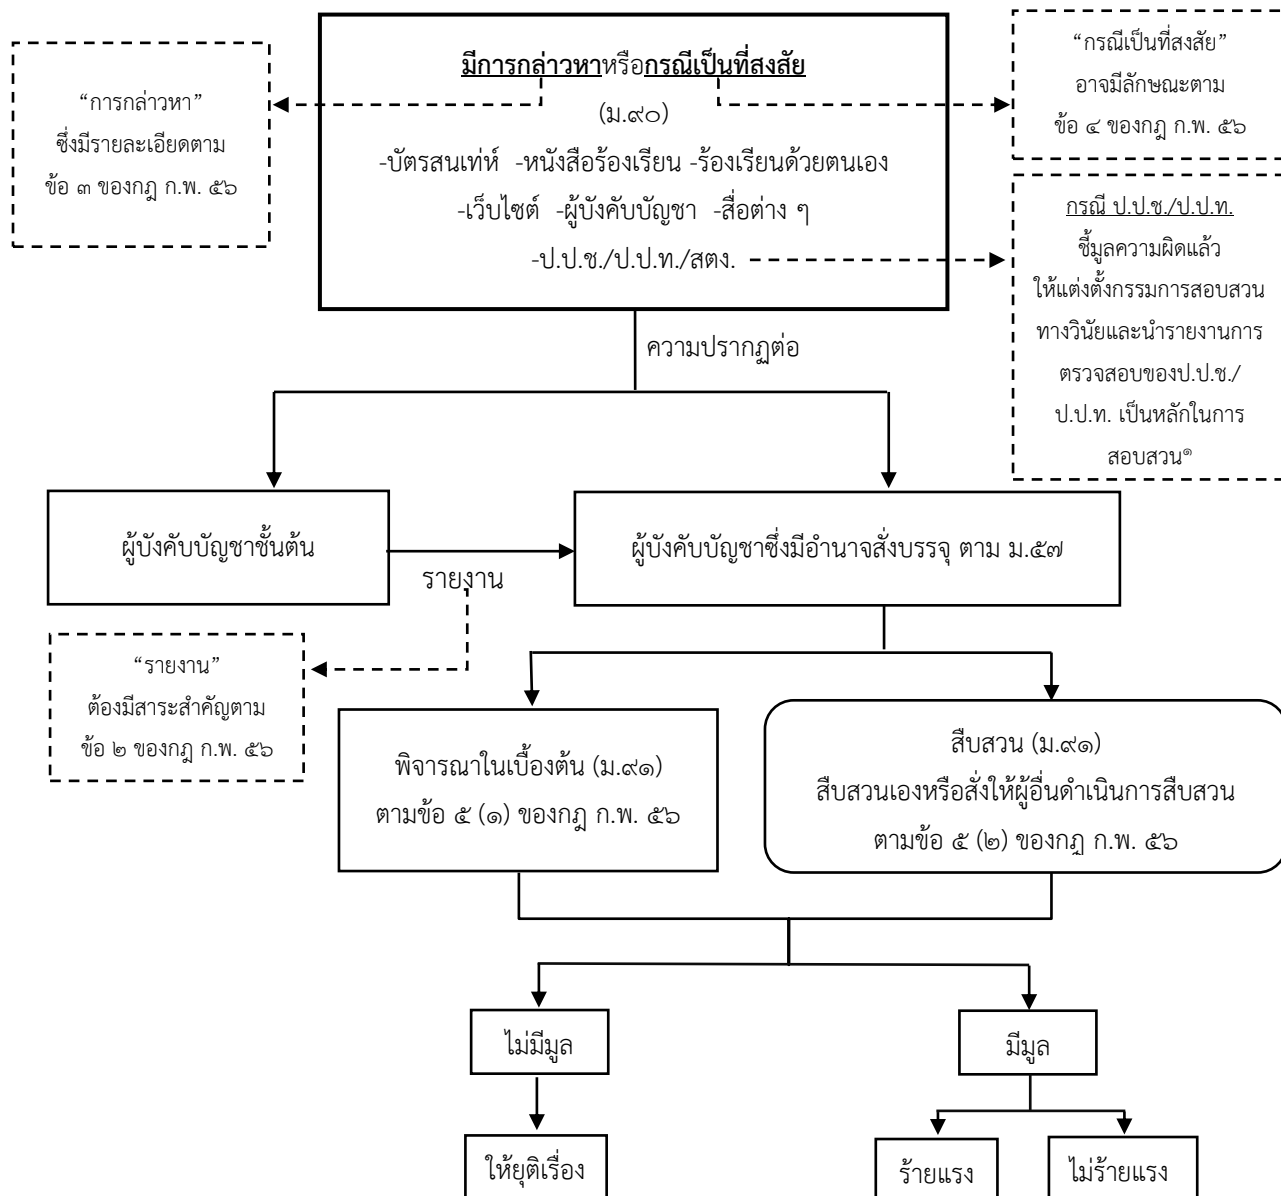 มีการกล่าวหาหรือกรณีเป็นที่สงสัย
(ม.๙๐)
-บัตรสนเท่ห์ -หนังสือร้องเรียน -ร้องเรียนด้วยตนเอง
-เว็บไซต์ -ผู้บังคับบัญชา -สื่อต่าง ๆ
-ป.ป.ช./ป.ป.ท./สตง.
“การกล่าวหา”
ซึ่งมีรายละเอียดตาม
ข้อ ๓ ของกฎ ก.พ. ๕๖
“กรณีเป็นที่สงสัย”
อาจมีลักษณะตาม
ข้อ ๔ ของกฎ ก.พ. ๕๖
กรณี ป.ป.ช./ป.ป.ท.
ชี้มูลความผิดแล้ว
ให้แต่งตั้งกรรมการสอบสวน
ทางวินัยและนำรายงานการ
ตรวจสอบของป.ป.ช./
ป.ป.ท. เป็นหลักในการ
สอบสวน๑
ความปรากฏต่อ
ผู้บังคับบัญชาชั้นต้น
รายงาน
ผู้บังคับบัญชาซึ่งมีอำนาจสั่งบรรจุ ตาม ม.๕๗
“รายงาน”
ต้องมีสาระสำคัญตาม
ข้อ ๒ ของกฎ ก.พ. ๕๖
พิจารณาในเบื้องต้น (ม.๙๑)
ตามข้อ ๕ (๑) ของกฎ ก.พ. ๕๖
สืบสวน (ม.๙๑)
สืบสวนเองหรือสั่งให้ผู้อื่นดำเนินการสืบสวน
ตามข้อ ๕ (๒) ของกฎ ก.พ. ๕๖
ไม่มีมูล
มีมูล
ให้ยุติเรื่อง
ร้ายแรง
ไม่ร้ายแรง